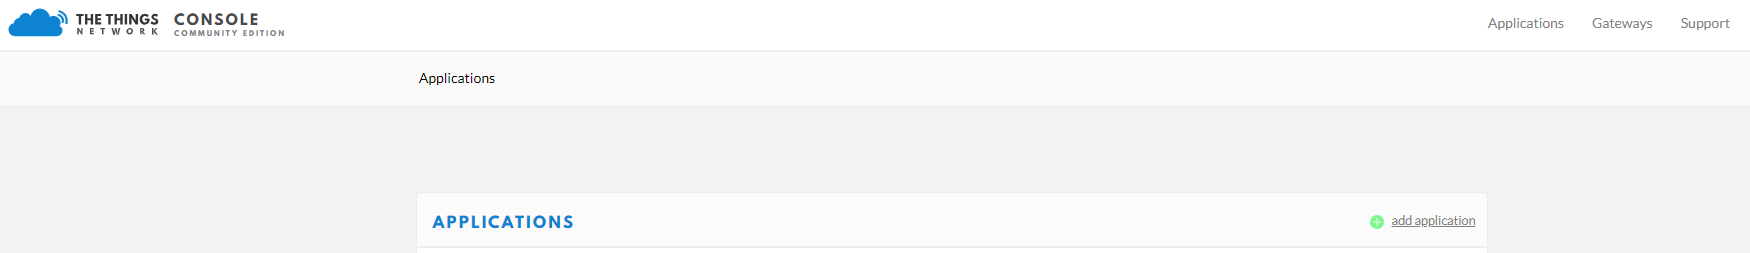 THE THINGS NETWORK CONSOLE COMMUNITY EDITION
Applications Gateways Support
Applications
APPLICATIONS
add application